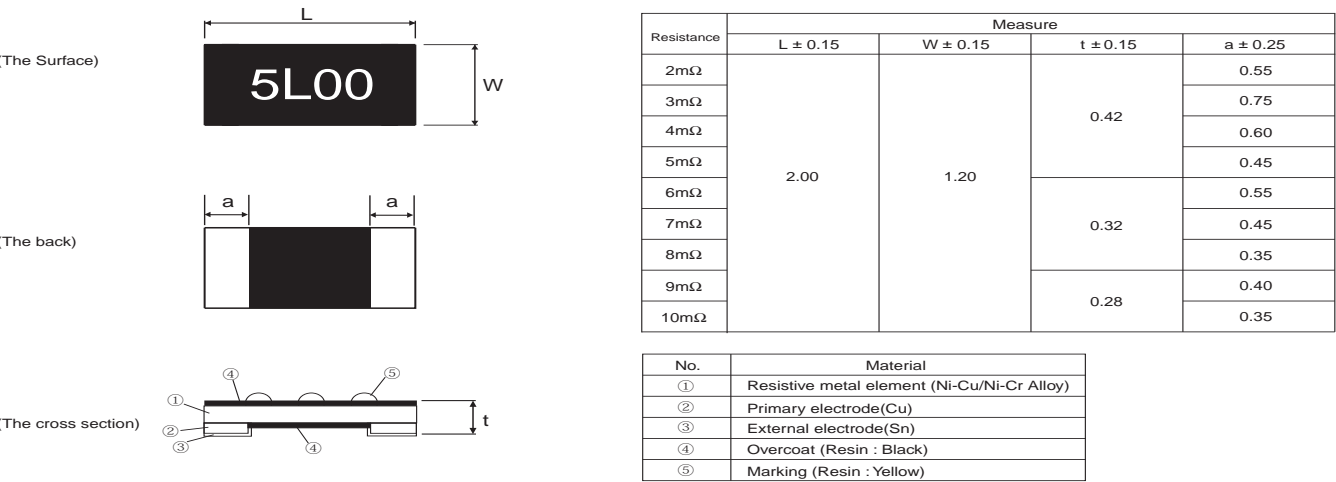 L
(The Surface)
5L00
W
a a
(The back)
④ ⑤
①
(The cross section)
t
②
③ ④
Resistance Measure
L ± 0.15 W ± 0.15 t ± 0.15 a ± 0.25
2mΩ 2.00 1.20 0.42 0.55
3mΩ 0.75
4mΩ 0.60
5mΩ 0.45
6mΩ 0.32 0.55
7mΩ 0.45
8mΩ 0.35
9mΩ 0.28 0.40
10mΩ 0.35
No. Material
① Resistive metal element (Ni-Cu/Ni-Cr Alloy)
② Primary electrode(Cu)
③ External electrode(Sn)
④ Overcoat (Resin : Black)
⑤ Marking (Resin : Yellow)